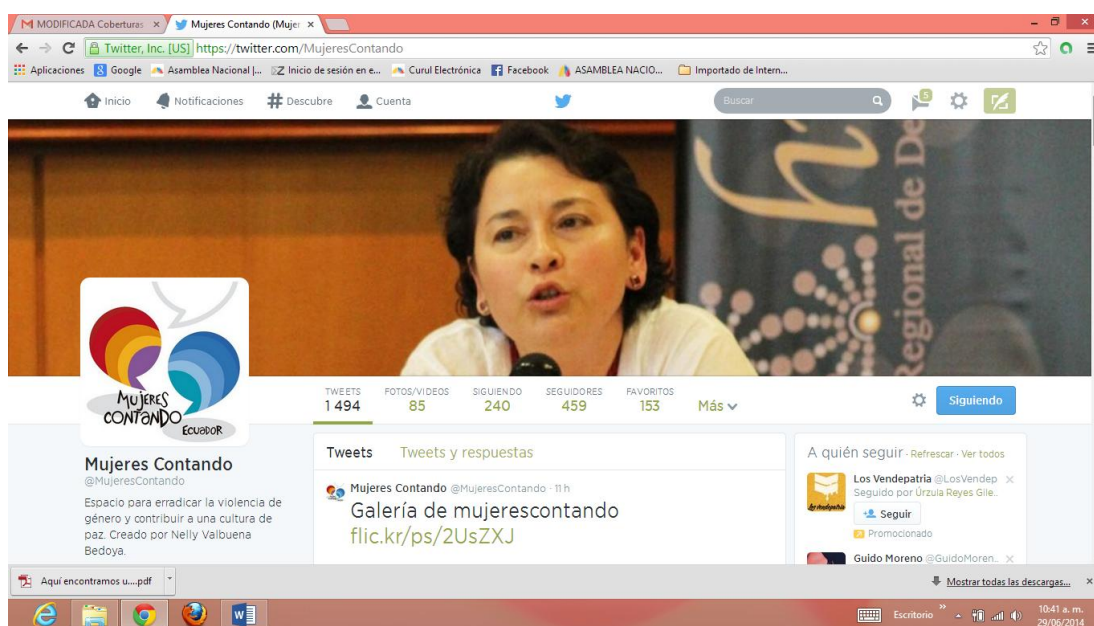 MODIFICADA Coberturas
Mujeres Contando (Mujer
Twitter, Inc. [US] https://twitter.com/MujeresContando
Aplicaciones Google Asamblea Nacional |... Inicio de sesión en e... Curul Electrónica Facebook ASAMBLEA NACIO... Importado de Intern...
Inicio Notificaciones # Descubre Cuenta Buscar 5
Regional de De
MUJERES
CONTANDO
ECUADOR
TWEETS FOTOS/VIDEOS SIGUIENDO SEGUIDORES FAVORITOS
1 494 85 240 459 153 Más
Siguiendo
Mujeres Contando
@MujeresContando
Espacio para erradicar la violencia de
género y contribuir a una cultura de
paz. Creado por Nelly Valbuena
Bedoya.
Tweets Tweets y respuestas
Mujeres Contando @MujeresContando · 11 h
Galería de mujerescontando
flic.kr/ps/2UsZXJ
A quién seguir · Refrescar · Ver todos
Los Vendepatria @LosVendep
Seguido por Úrzula Reyes Gile..
Seguir
Promocionado
Guido Moreno @GuidoMoren..
Aquí encontramos u....pdf
Mostrar todas las descargas...
Escritorio
10:41 a. m.
29/06/2014